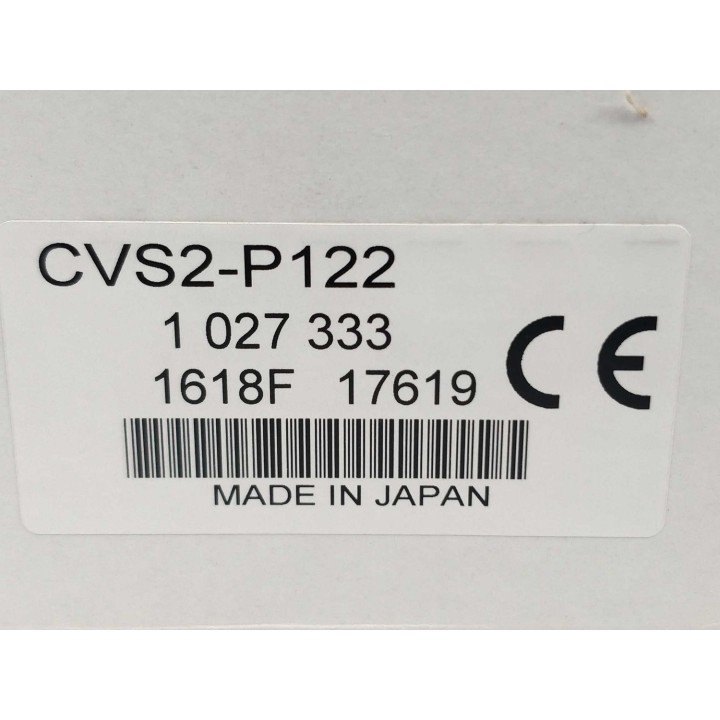 CVS2-P122
1 027 333
1618F 17619
CE
MADE IN JAPAN